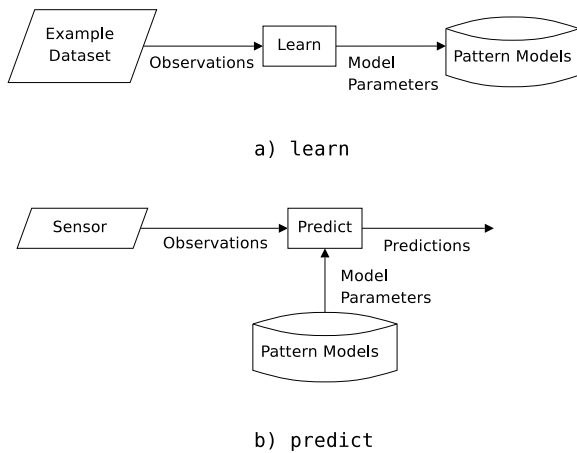 Example
Dataset
Observations
Learn
Model
Parameters
Pattern Models
a) learn
Sensor
Observations
Predict
Predictions
Model
Parameters
Pattern Models
b) predict